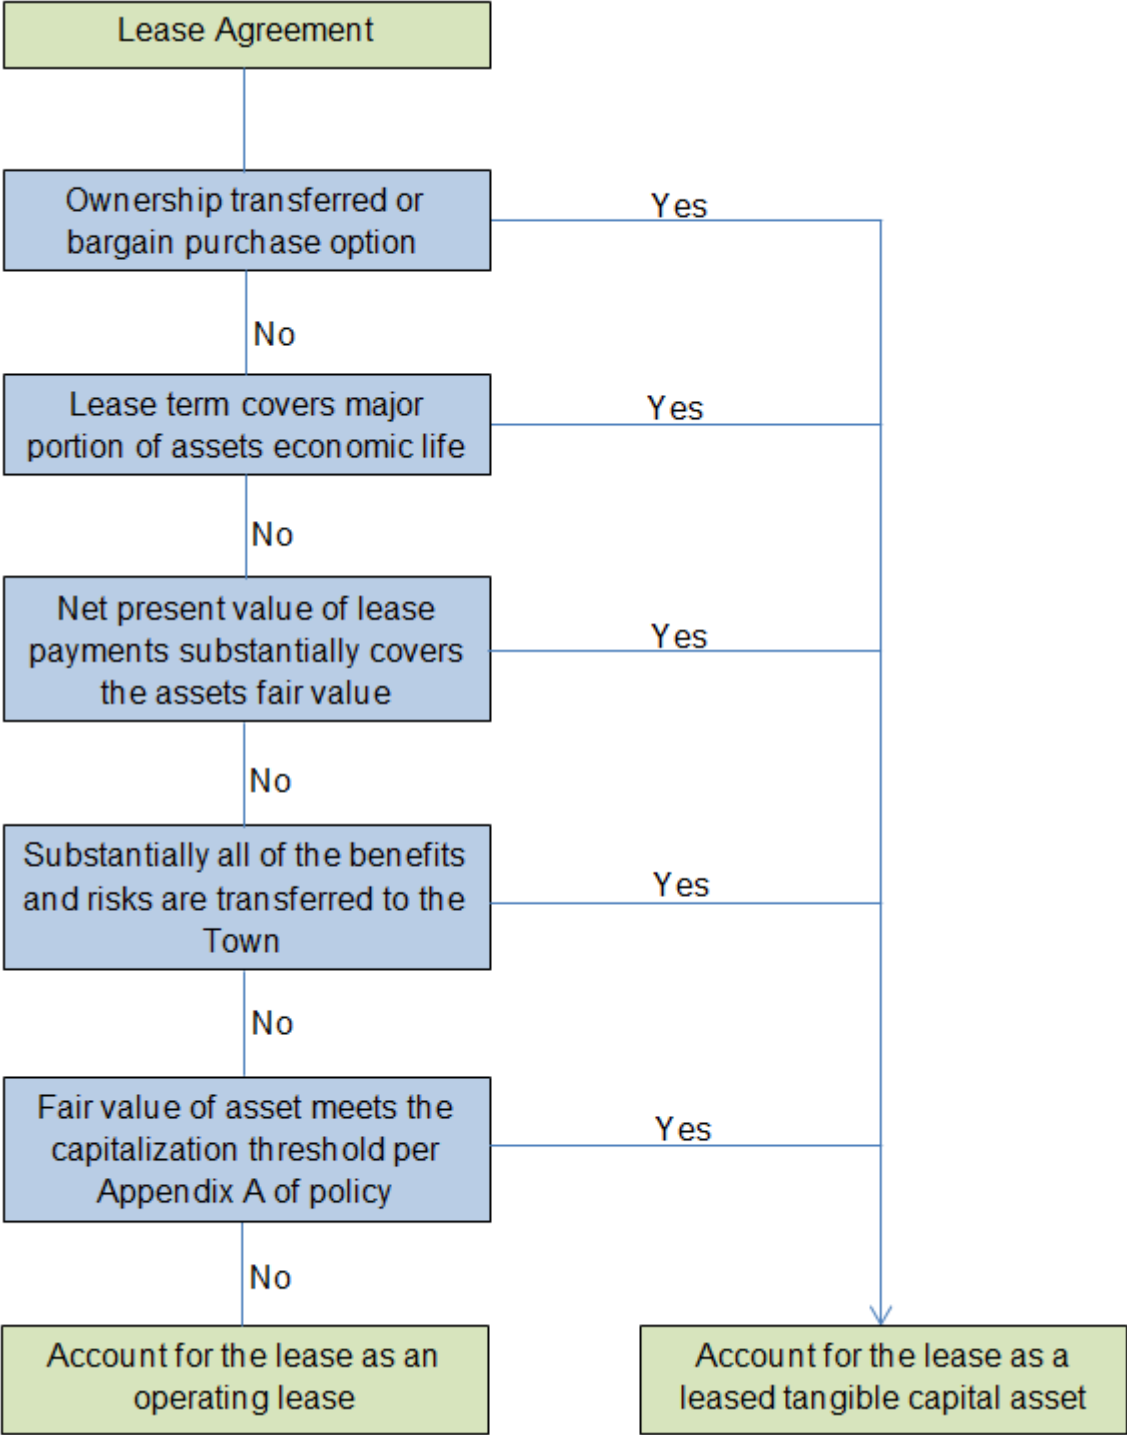 Lease Agreement
Ownership transferred or
bargain purchase option
Yes
No
Lease term covers major
portion of assets economic life
Yes
No
Net present value of lease
payments substantially covers
the assets fair value
Yes
No
Substantially all of the benefits
and risks are transferred to the
Town
Yes
No
Fair value of asset meets the
capitalization threshold per
Appendix A of policy
Yes
No
Account for the lease as an
operating lease
Account for the lease as a
leased tangible capital asset